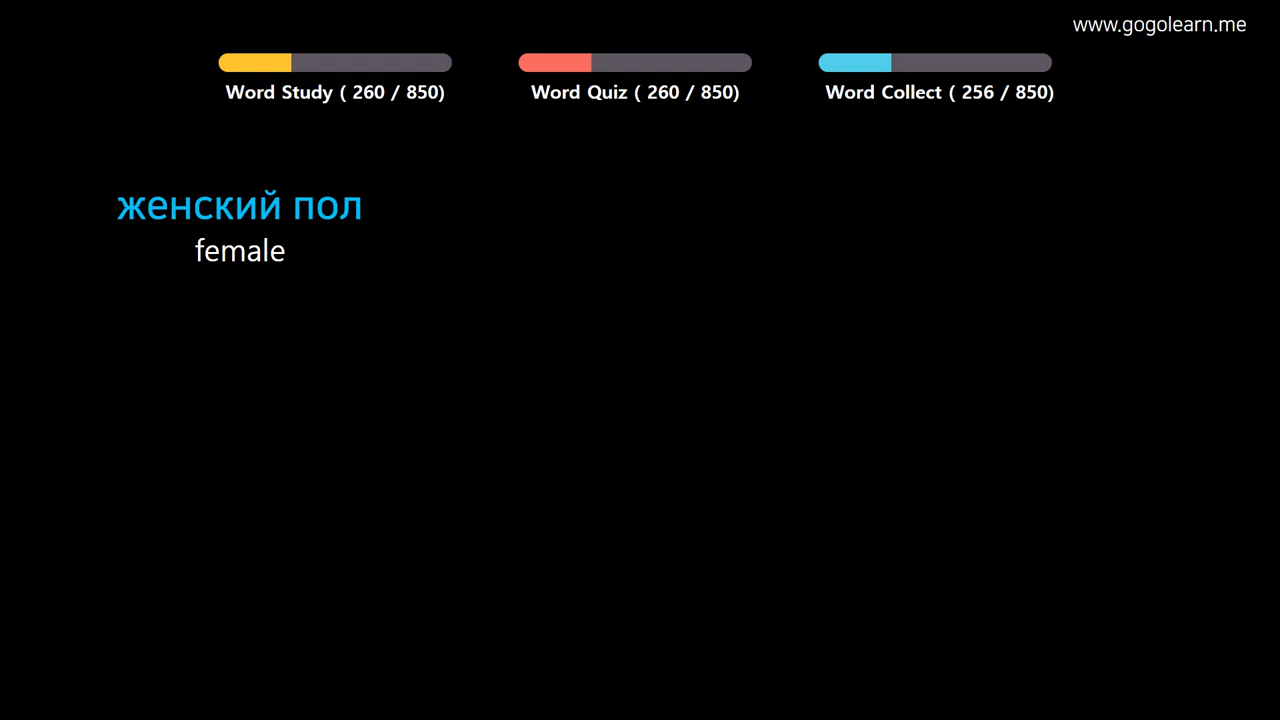 www.gogolearn.me
Word Study ( 260 / 850)
Word Quiz ( 260 / 850)
Word Collect ( 256 / 850)
женский пол
female